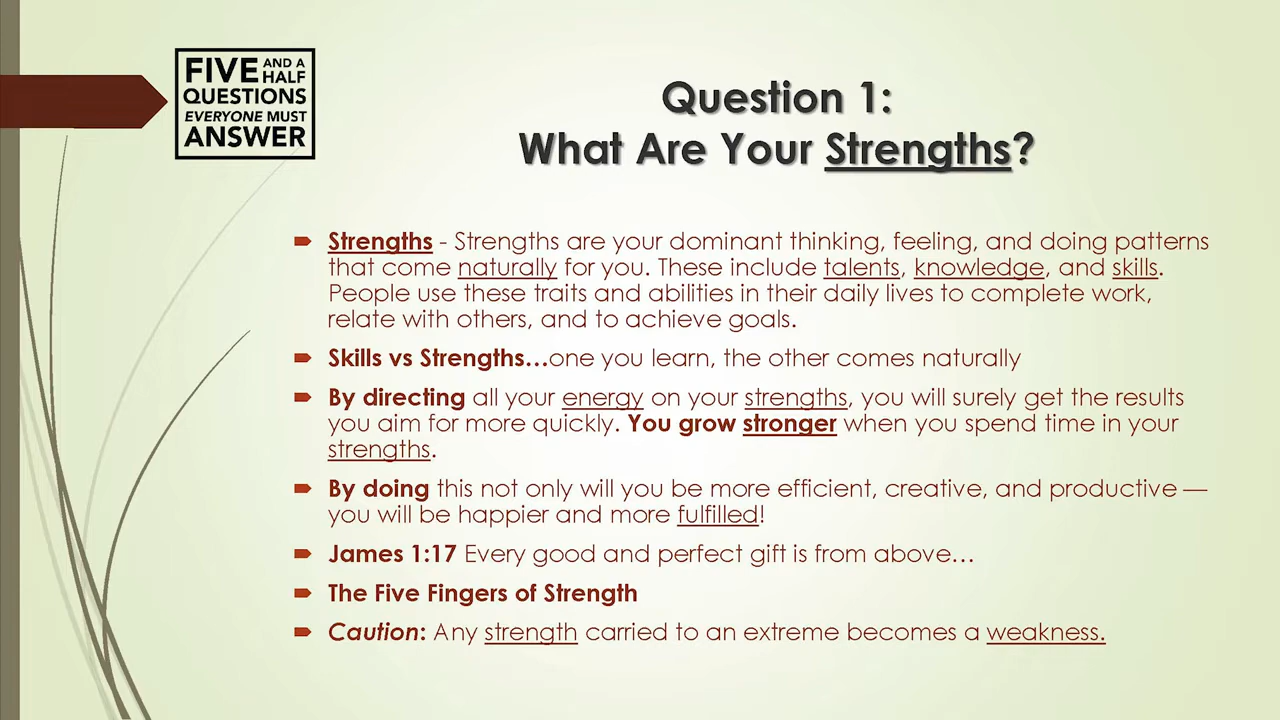 FIVE AND A HALF
QUESTIONS
EVERYONE MUST
ANSWER
Question 1:
What Are Your Strengths?
Strengths - Strengths are your dominant thinking, feeling, and doing patterns
that come naturally for you. These include talents, knowledge, and skills.
People use these traits and abilities in their daily lives to complete work,
relate with others, and to achieve goals.
Skills vs Strengths…one you learn, the other comes naturally
By directing all your energy on your strengths, you will surely get the results
you aim for more quickly. You grow stronger when you spend time in your
strengths.
By doing this not only will you be more efficient, creative, and productive —
you will be happier and more fulfilled!
James 1:17 Every good and perfect gift is from above…
The Five Fingers of Strength
Caution: Any strength carried to an extreme becomes a weakness.